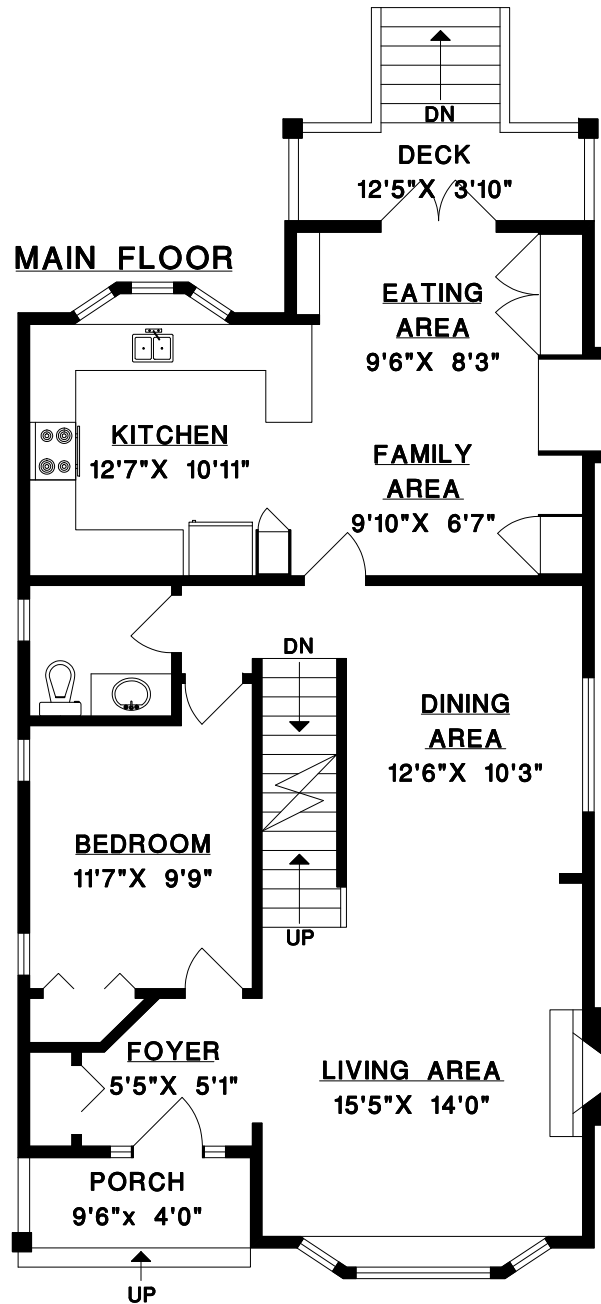 DN
DECK
12'5"X 3'10"
MAIN FLOOR
EATING
AREA
9'6"X 8'3"
KITCHEN
12'7"X 10'11"
FAMILY
AREA
9'10"X 6'7"
DN
DINING
AREA
12'6"X 10'3"
BEDROOM
11'7"X 9'9"
UP
FOYER
5'5"X 5'1"
LIVING AREA
15'5"X 14'0"
PORCH
9'6"x 4'0"
UP